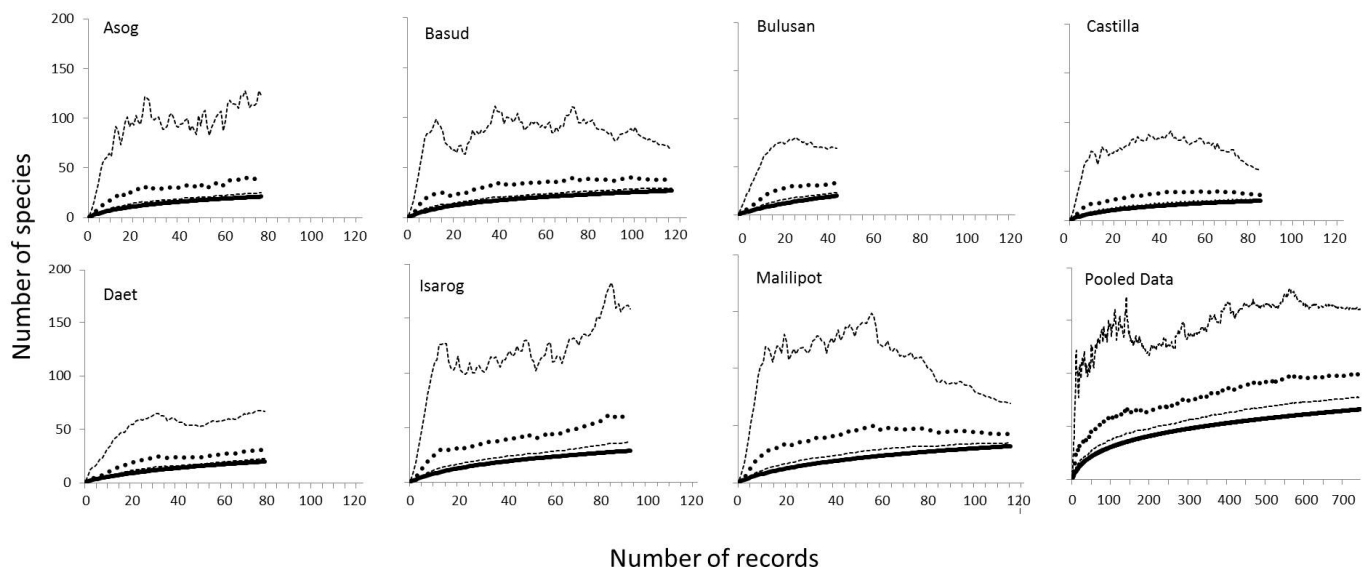 Number of species
Number of records
Asog
200
150
100
50
0
0 20 40 60 80 100 120
Basud
0 20 40 60 80 100 120
Bulusan
0 20 40 60 80 100 120
Castilla
0 20 40 60 80 100 120
Daet
200
150
100
50
0
0 20 40 60 80 100 120
Isarog
0 20 40 60 80 100 120
Malilipot
0 20 40 60 80 100 120
Pooled Data
0 100 200 300 400 500 600 700